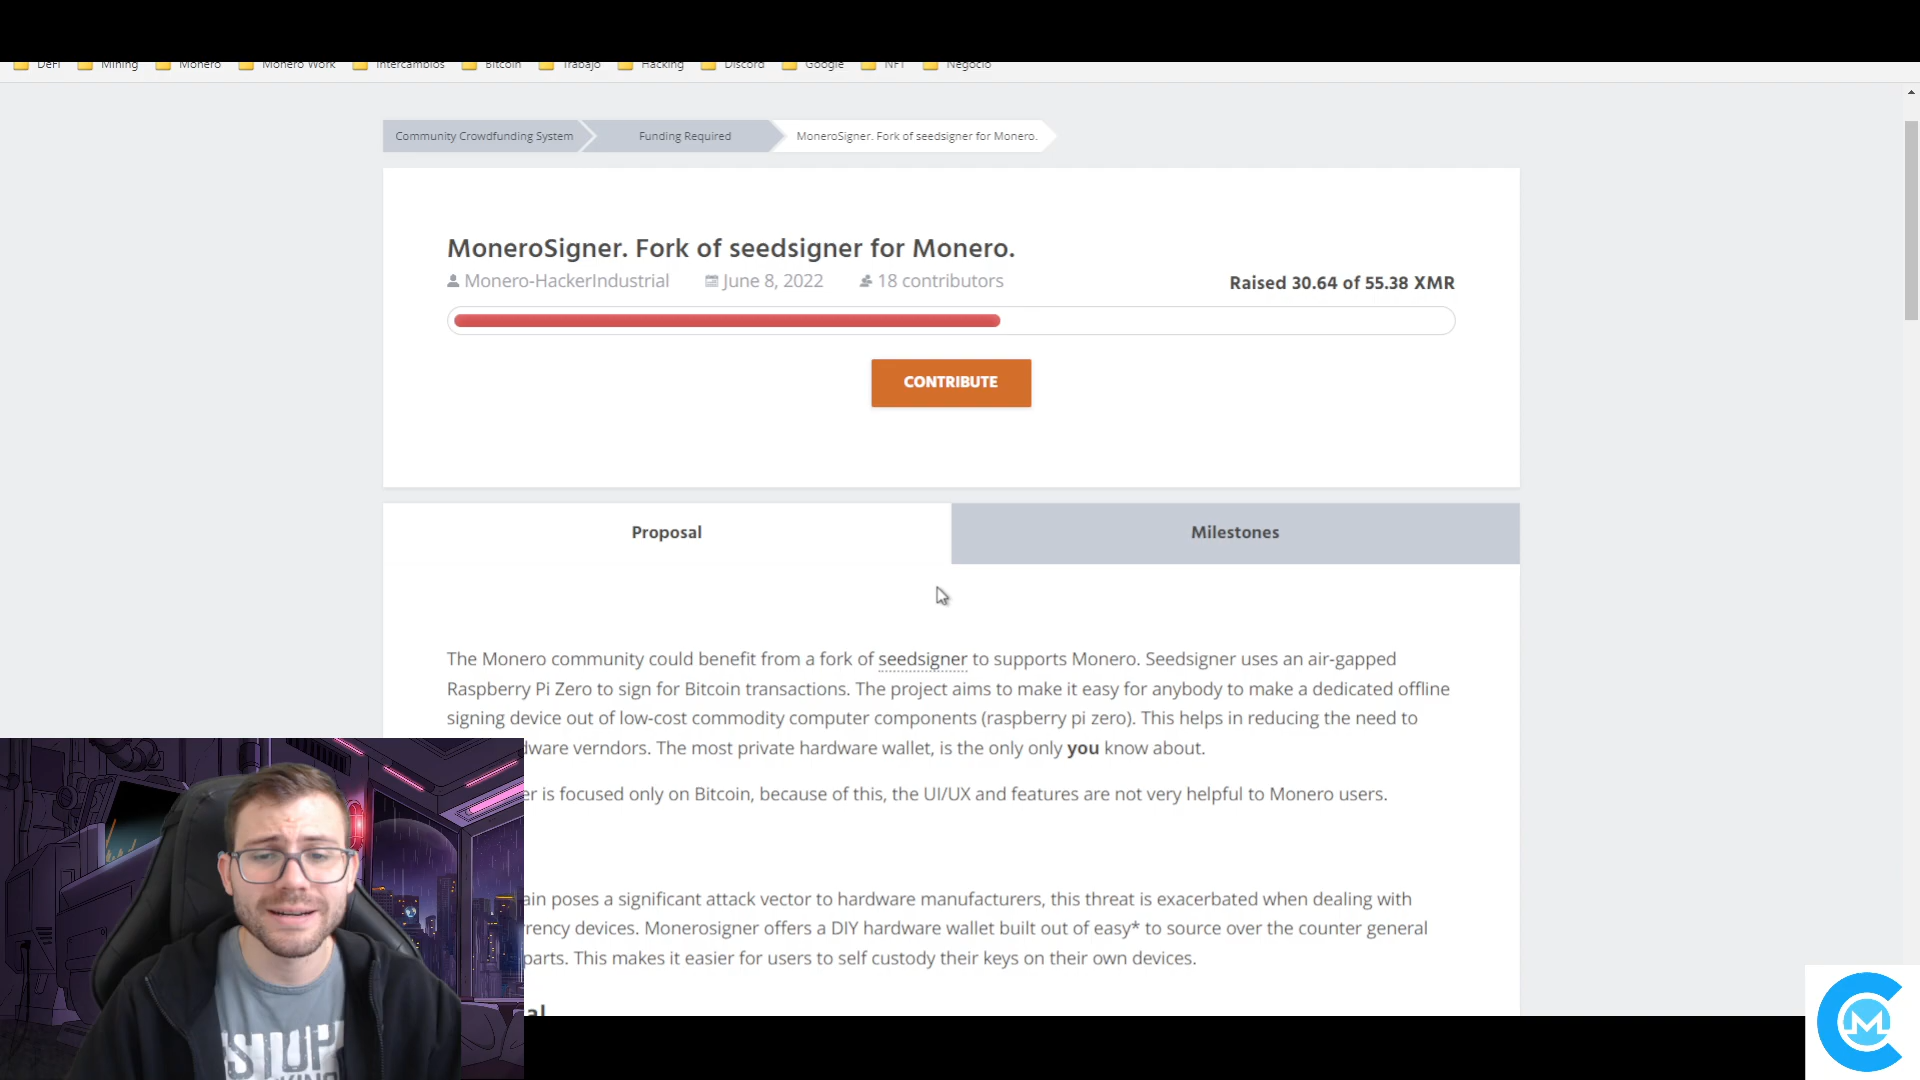 DeFi Mining Monero Monero Work Intercambios Bitcoin Trabajo Hacking Discord Google NFT Negocio
Community Crowdfunding System Funding Required MoneroSigner. Fork of seedsigner for Monero.
MoneroSigner. Fork of seedsigner for Monero.
Monero-HackerIndustrial June 8, 2022 18 contributors
Raised 30.64 of 55.38 XMR
CONTRIBUTE
Proposal Milestones
The Monero community could benefit from a fork of seedsigner to supports Monero. Seedsigner uses an air-gapped
Raspberry Pi Zero to sign for Bitcoin transactions. The project aims to make it easy for anybody to make a dedicated offline
signing device out of low-cost commodity computer components (raspberry pi zero). This helps in reducing the need to
dware verndors. The most private hardware wallet, is the only only you know about.
er is focused only on Bitcoin, because of this, the UI/UX and features are not very helpful to Monero users.
ain poses a significant attack vector to hardware manufacturers, this threat is exacerbated when dealing with
rency devices. Monerosigner offers a DIY hardware wallet built out of easy* to source over the counter general
parts. This makes it easier for users to self custody their keys on their own devices.
al
STOP
M